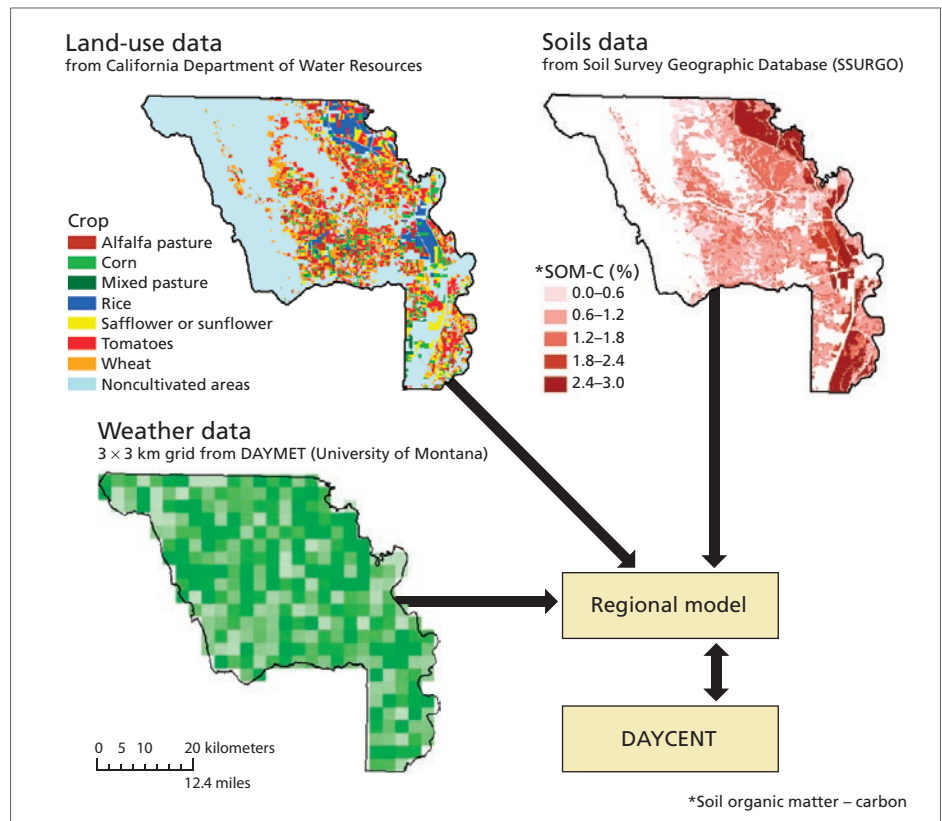 Land-use data
from California Department of Water Resources
Crop
Alfalfa pasture
Corn
Mixed pasture
Rice
Safflower or sunflower
Tomatoes
Wheat
Noncultivated areas
Soils data
from Soil Survey Geographic Database (SSURGO)
*SOM-C (%)
0.0–0.6
0.6–1.2
1.2–1.8
1.8–2.4
2.4–3.0
Weather data
3 × 3 km grid from DAYMET (University of Montana)
0 5 10 20 kilometers
12.4 miles
Regional model
DAYCENT
*Soil organic matter – carbon